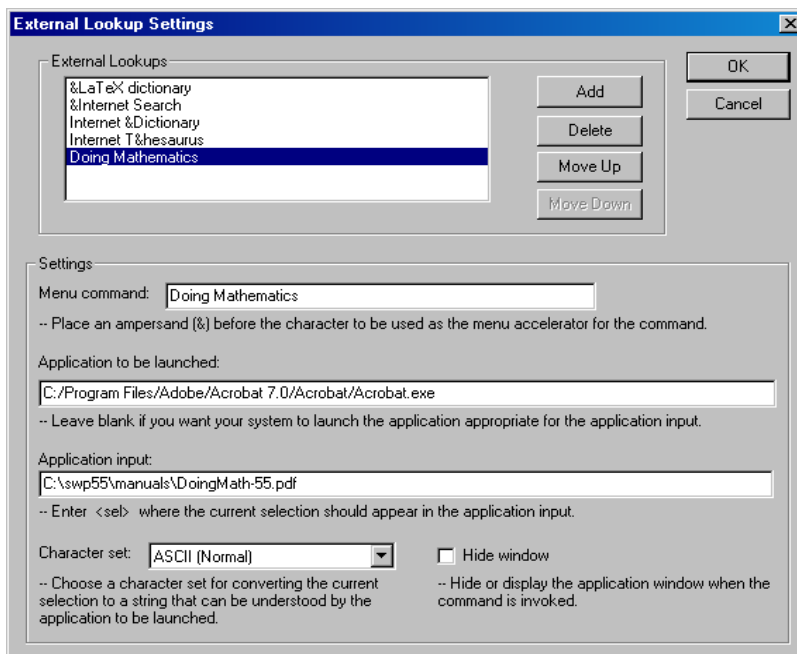 External Lookup Settings
External Lookups
&LaTeX dictionary
&Internet Search
Internet &Dictionary
Internet T&hesaurus
Doing Mathematics
Add
Delete
Move Up
Move Down
OK
Cancel
Settings
Menu command: Doing Mathematics
-- Place an ampersand (&) before the character to be used as the menu accelerator for the command.
Application to be launched:
C:/Program Files/Adobe/Acrobat 7.0/Acrobat/Acrobat.exe
-- Leave blank if you want your system to launch the application appropriate for the application input.
Application input:
C:\swp55\manuals\DoingMath-55.pdf
-- Enter <sel> where the current selection should appear in the application input.
Character set: ASCII (Normal)
-- Choose a character set for converting the current
selection to a string that can be understood by the
application to be launched.
Hide window
-- Hide or display the application window when the
command is invoked.